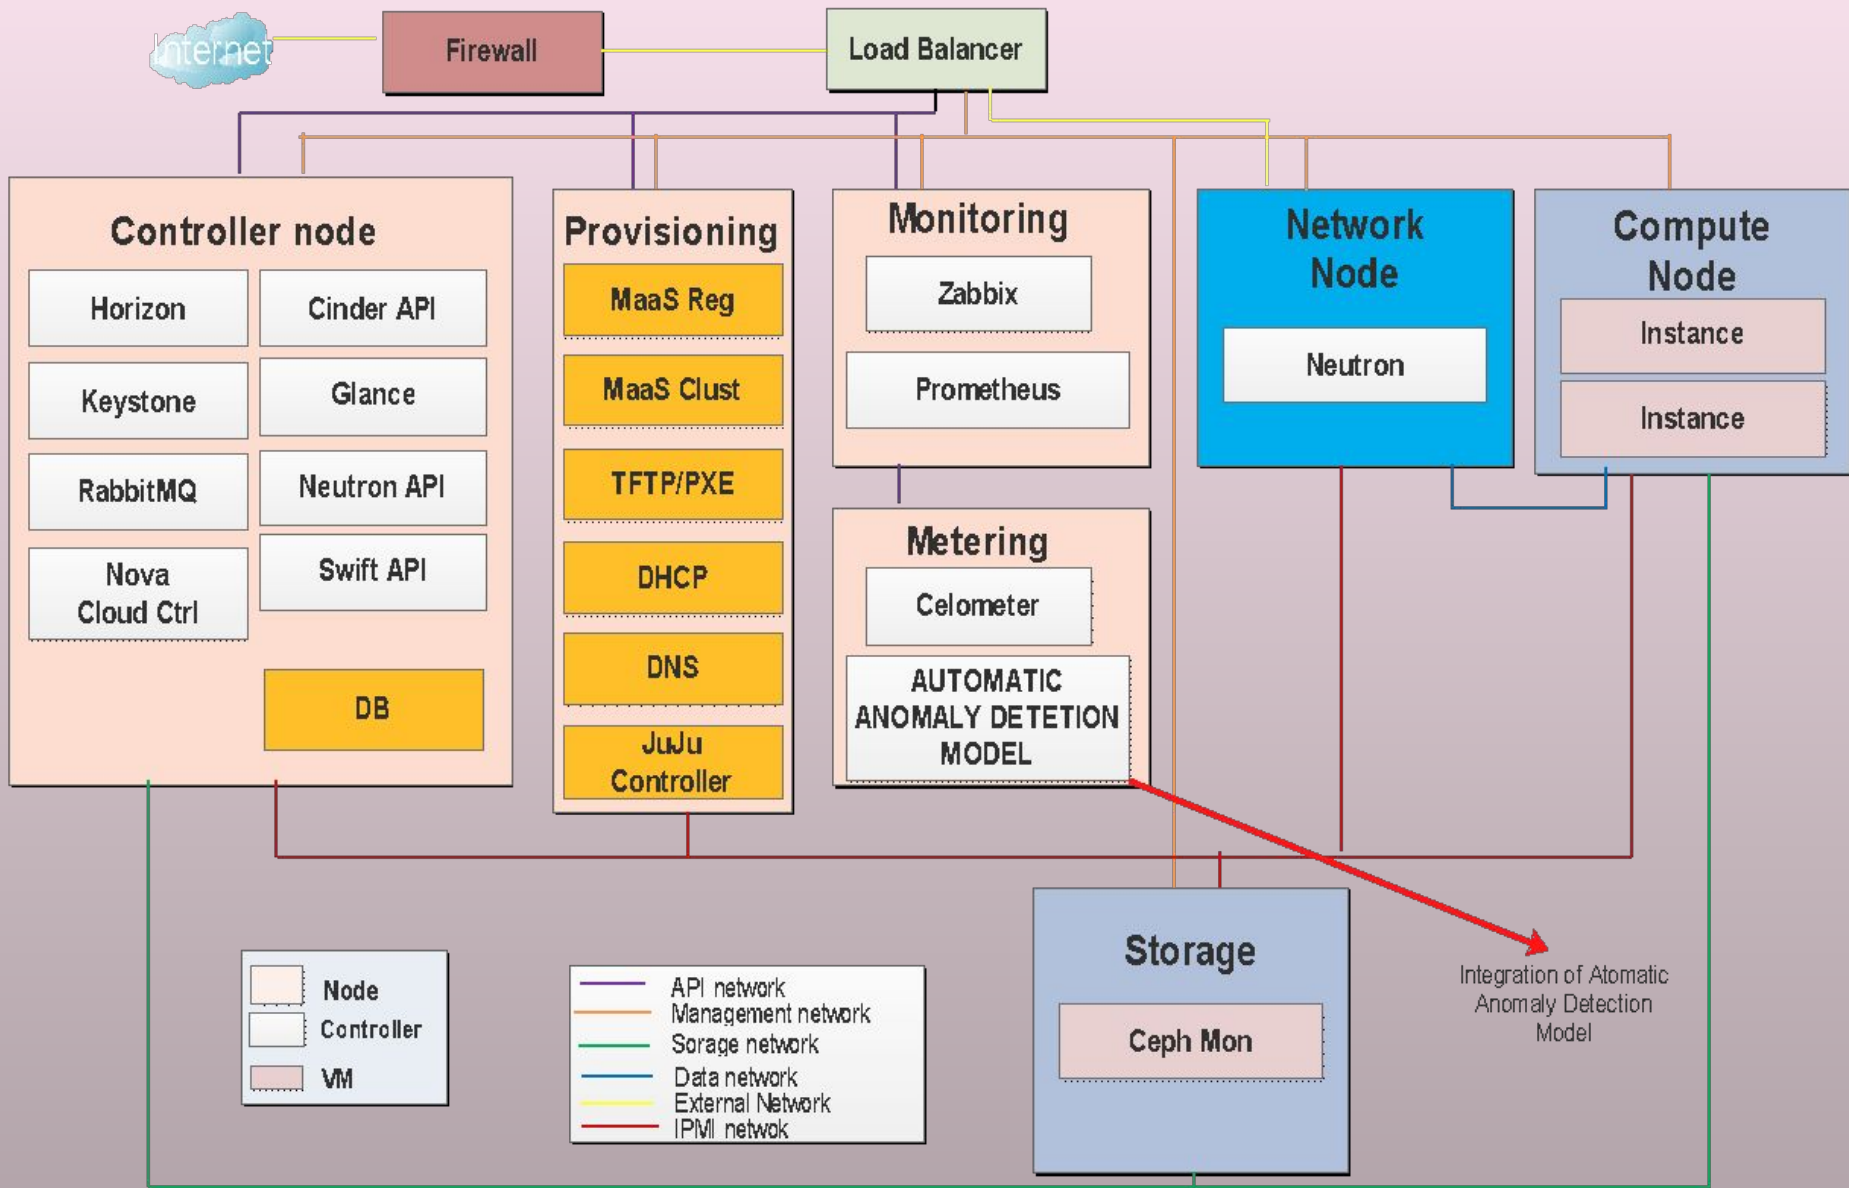 Internet
Firewall
Load Balancer
Controller node
Horizon
Cinder API
Keystone
Glance
RabbitMQ
Neutron API
Nova
Cloud Ctrl
Swift API
DB
Provisioning
MaaS Reg
MaaS Clust
TFTP/PXE
DHCP
DNS
JuJu
Controller
Monitoring
Zabbix
Prometheus
Metering
Celometer
AUTOMATIC
ANOMALY DETETION
MODEL
Network
Node
Neutron
Compute
Node
Instance
Instance
Storage
Ceph Mon
Integration of Atomatic
Anomaly Detection
Model
Node
Controller
VM
API network
Management network
Sorage network
Data network
External Network
IPMI netwok